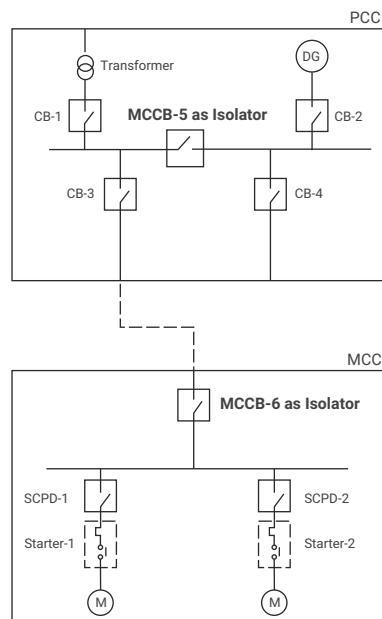 PCC
Transformer
DG
CB-1
MCCB-5 as Isolator
CB-2
CB-3
CB-4
MCC
MCCB-6 as Isolator
SCPD-1
SCPD-2
Starter-1
Starter-2
M
M